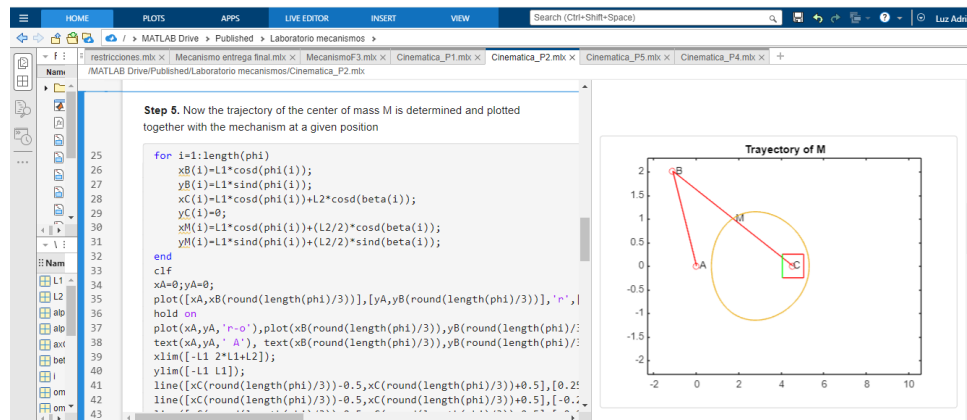 HOME PLOTS APPS LIVE EDITOR INSERT VIEW Search (Ctrl+Shift+Space) Luz Adri
/ > MATLAB Drive > Published > Laboratorio mecanismos >
restricciones.mlx × Mecanismo entrega final.mlx × MecanismoF3.mlx × Cinematica_P1.mlx × Cinematica_P2.mlx × Cinematica_P5.mlx × Cinematica_P4.mlx × +
/MATLAB Drive/Published/Laboratorio mecanismos/Cinematica_P2.mlx
Name
Step 5. Now the trajectory of the center of mass M is determined and plotted
together with the mechanism at a given position
25 for i=1:length(phi)
26 xB(i)=L1*cosd(phi(i));
27 yB(i)=L1*sind(phi(i));
28 xC(i)=L1*cosd(phi(i))+L2*cosd(beta(i));
29 yC(i)=0;
30 xM(i)=L1*cosd(phi(i))+(L2/2)*cosd(beta(i));
31 yM(i)=L1*sind(phi(i))+(L2/2)*sind(beta(i));
32 end
33 clf
34 xA=0;yA=0;
35 plot([xA,xB(round(length(phi)/3))],[yA,yB(round(length(phi)/3))],'r',[
36 hold on
37 plot(xA,yA,'r-o'),plot(xB(round(length(phi)/3)),yB(round(length(phi)/3
38 text(xA,yA,' A'), text(xB(round(length(phi)/3)),yB(round(length(phi)/3
39 xlim([-L1 2*L1+L2]);
40 ylim([-L1 L1]);
41 line([xC(round(length(phi)/3))-0.5,xC(round(length(phi)/3))+0.5],[0.25
42 line([xC(round(length(phi)/3))-0.5,xC(round(length(phi)/3))+0.5],[-0.2
43
Nam
L1
L2
alp
alp
axC
bet
i
om
om
Trayectory of M
2
1.5
1
0.5
0
-0.5
-1
-1.5
-2
-2 0 2 4 6 8 10
B
M
A
C